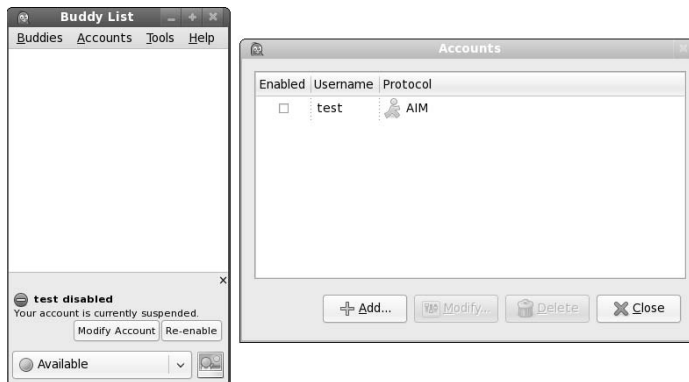 Buddy List
Buddies Accounts Tools Help
test disabled
Your account is currently suspended.
Modify Account Re-enable
Available
Accounts
Enabled Username Protocol
test AIM
Add... Modify... Delete Close